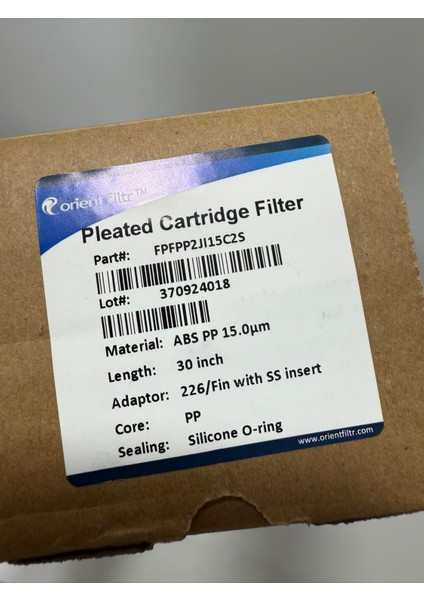 orient filtr™
Pleated Cartridge Filter
Part#: FPFPP2JI15C2S
Lot#: 370924018
Material: ABS PP 15.0µm
Length: 30 inch
Adaptor: 226/Fin with SS insert
Core: PP
Sealing: Silicone O-ring
www.orientfiltr.com